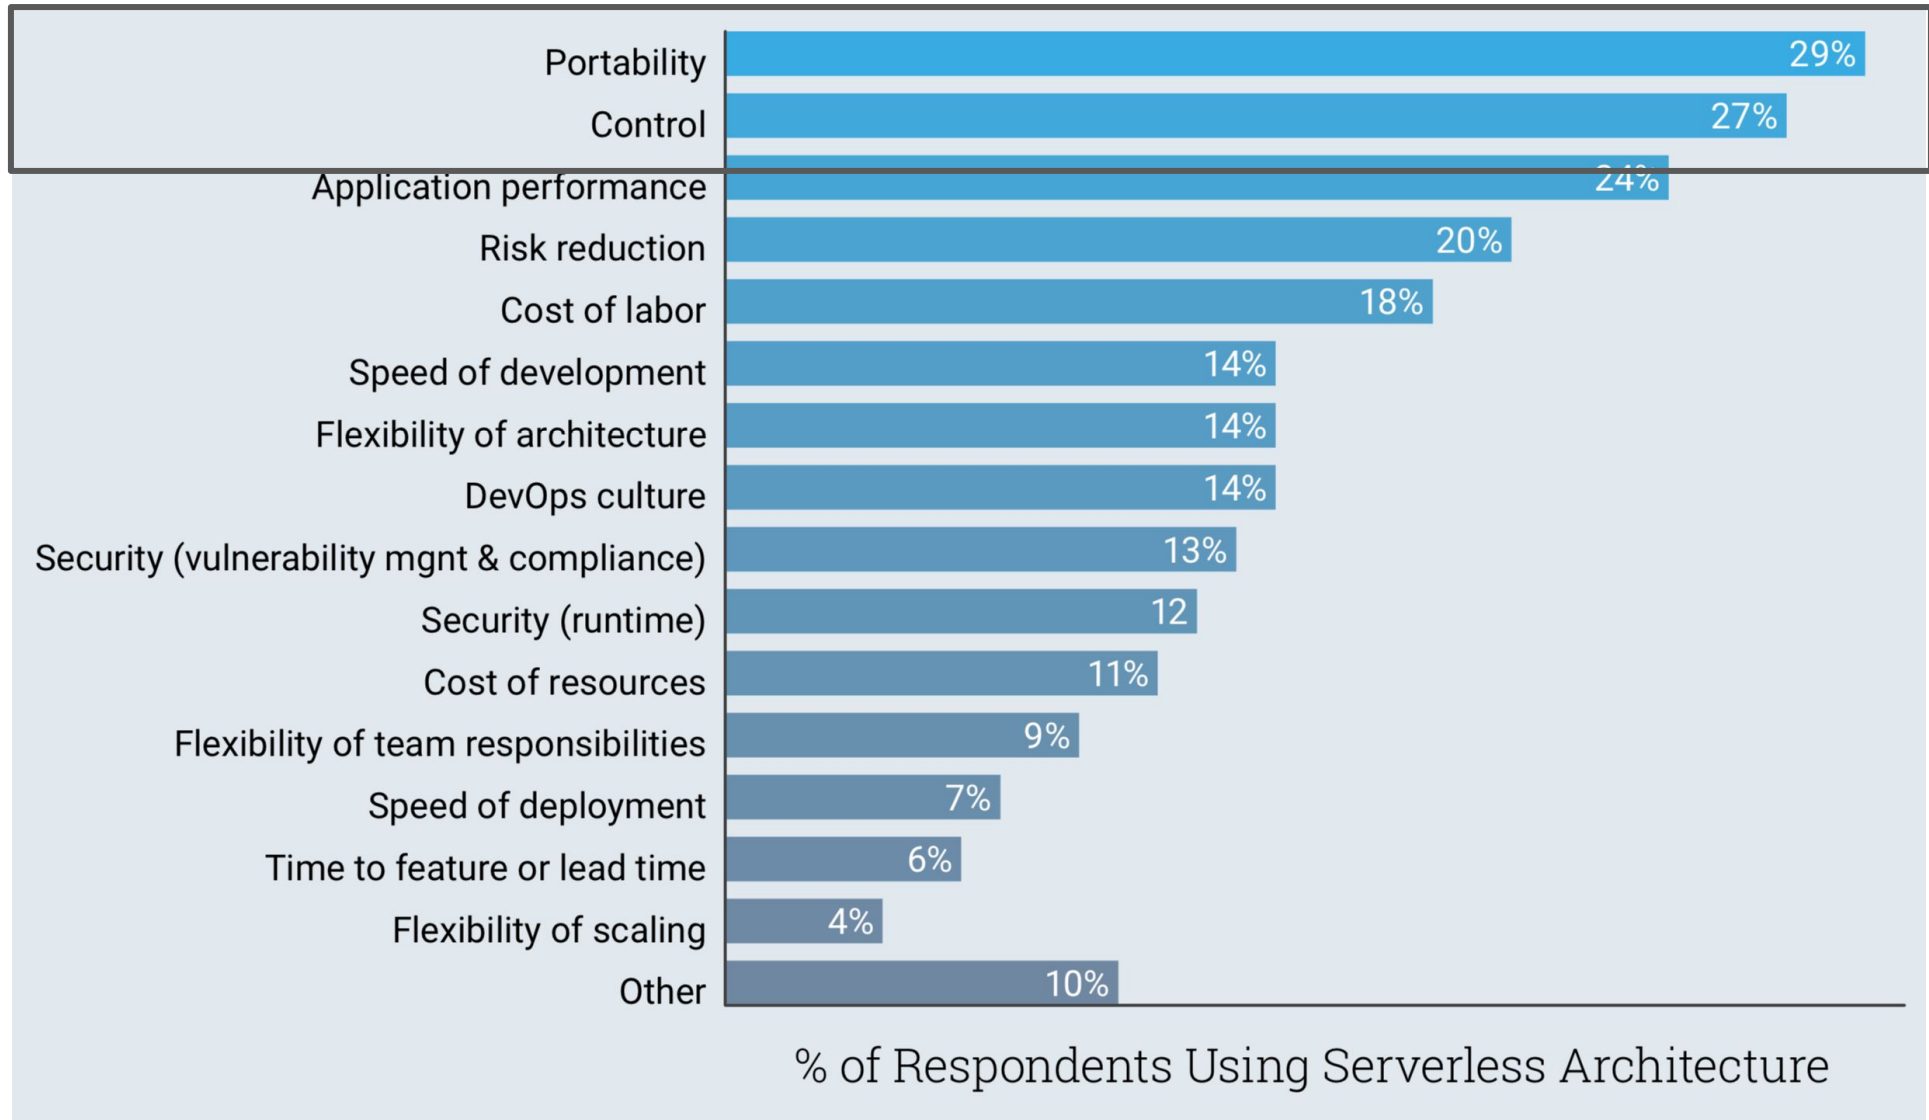 Portability 29%
Control 27%
Application performance 24%
Risk reduction 20%
Cost of labor 18%
Speed of development 14%
Flexibility of architecture 14%
DevOps culture 14%
Security (vulnerability mgnt & compliance) 13%
Security (runtime) 12
Cost of resources 11%
Flexibility of team responsibilities 9%
Speed of deployment 7%
Time to feature or lead time 6%
Flexibility of scaling 4%
Other 10%
% of Respondents Using Serverless Architecture